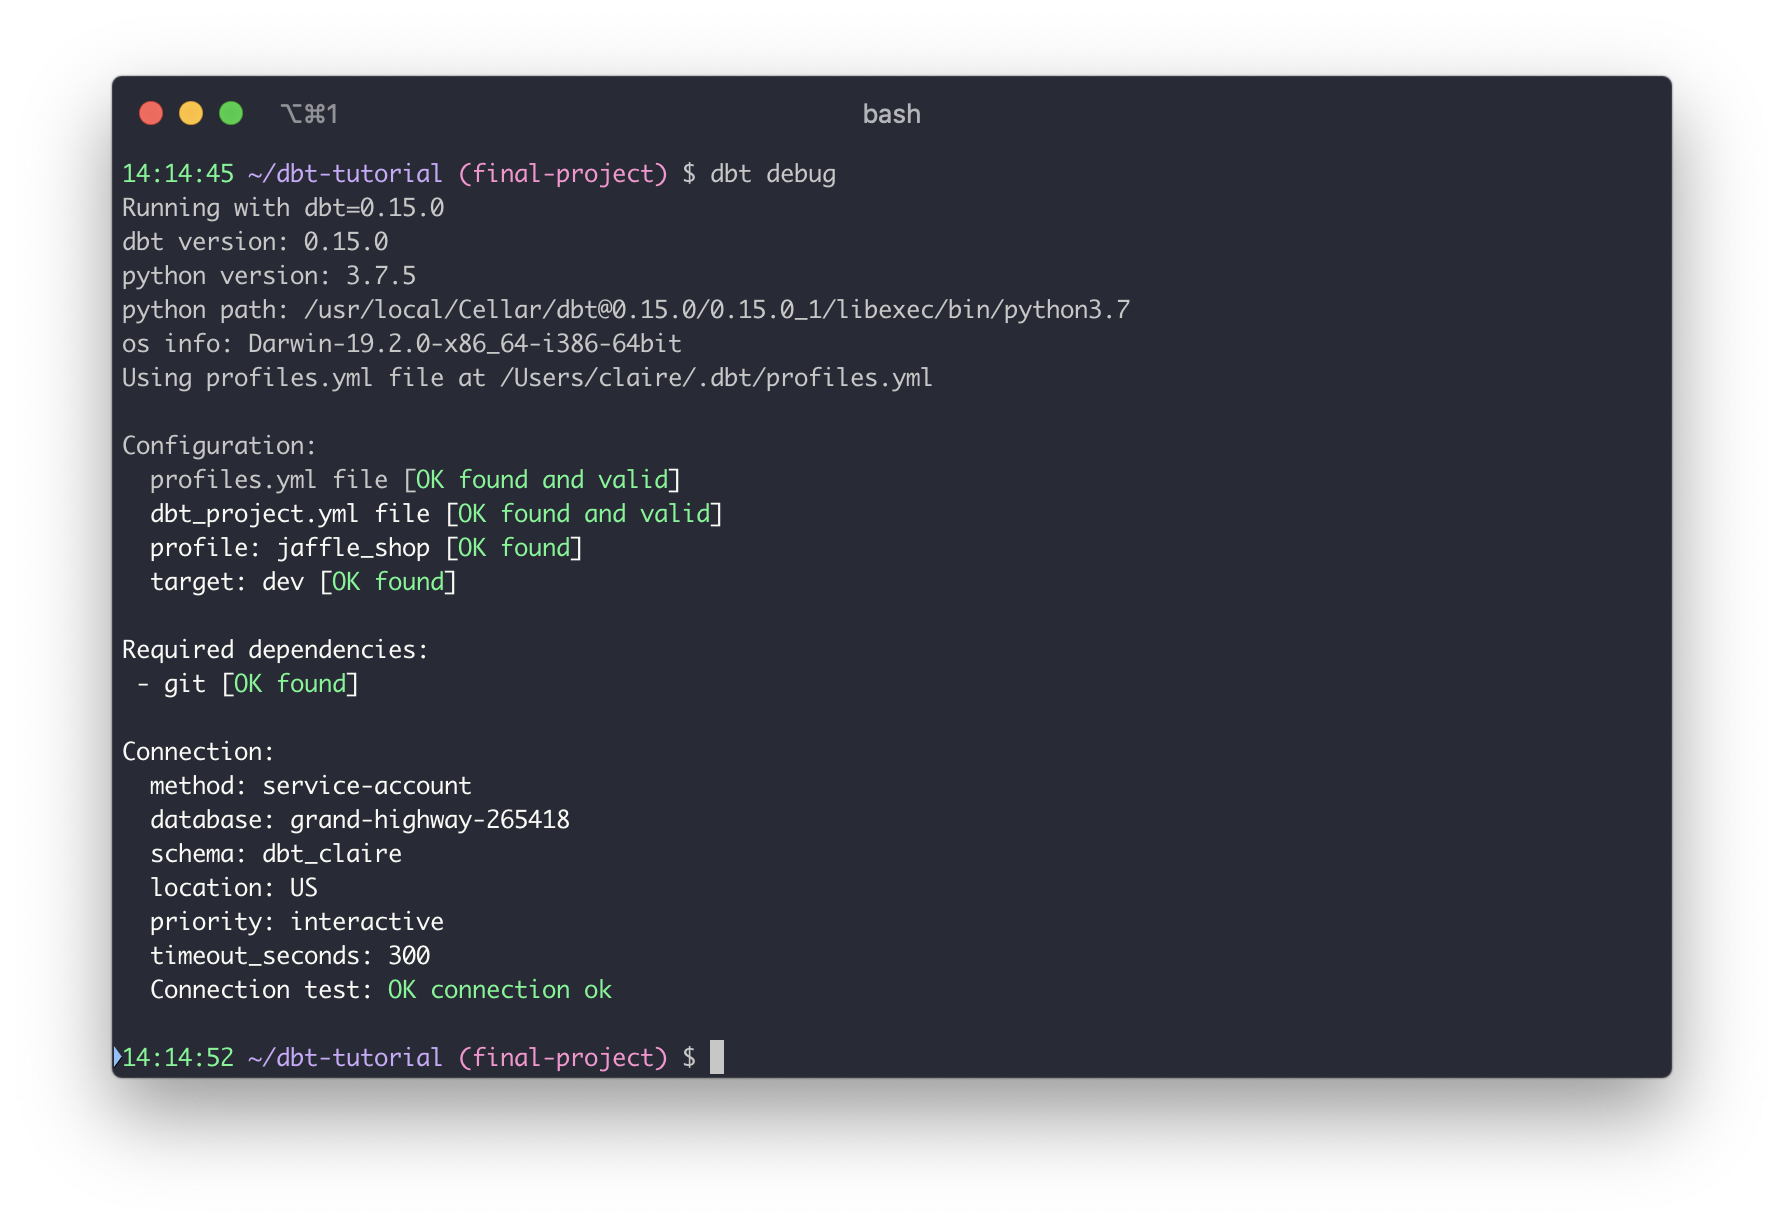 ⌥⌘1 bash
14:14:45 ~/dbt-tutorial (final-project) $ dbt debug
Running with dbt=0.15.0
dbt version: 0.15.0
python version: 3.7.5
python path: /usr/local/Cellar/dbt@0.15.0/0.15.0_1/libexec/bin/python3.7
os info: Darwin-19.2.0-x86_64-i386-64bit
Using profiles.yml file at /Users/claire/.dbt/profiles.yml

Configuration:
  profiles.yml file [OK found and valid]
  dbt_project.yml file [OK found and valid]
  profile: jaffle_shop [OK found]
  target: dev [OK found]

Required dependencies:
 - git [OK found]

Connection:
  method: service-account
  database: grand-highway-265418
  schema: dbt_claire
  location: US
  priority: interactive
  timeout_seconds: 300
  Connection test: OK connection ok

14:14:52 ~/dbt-tutorial (final-project) $